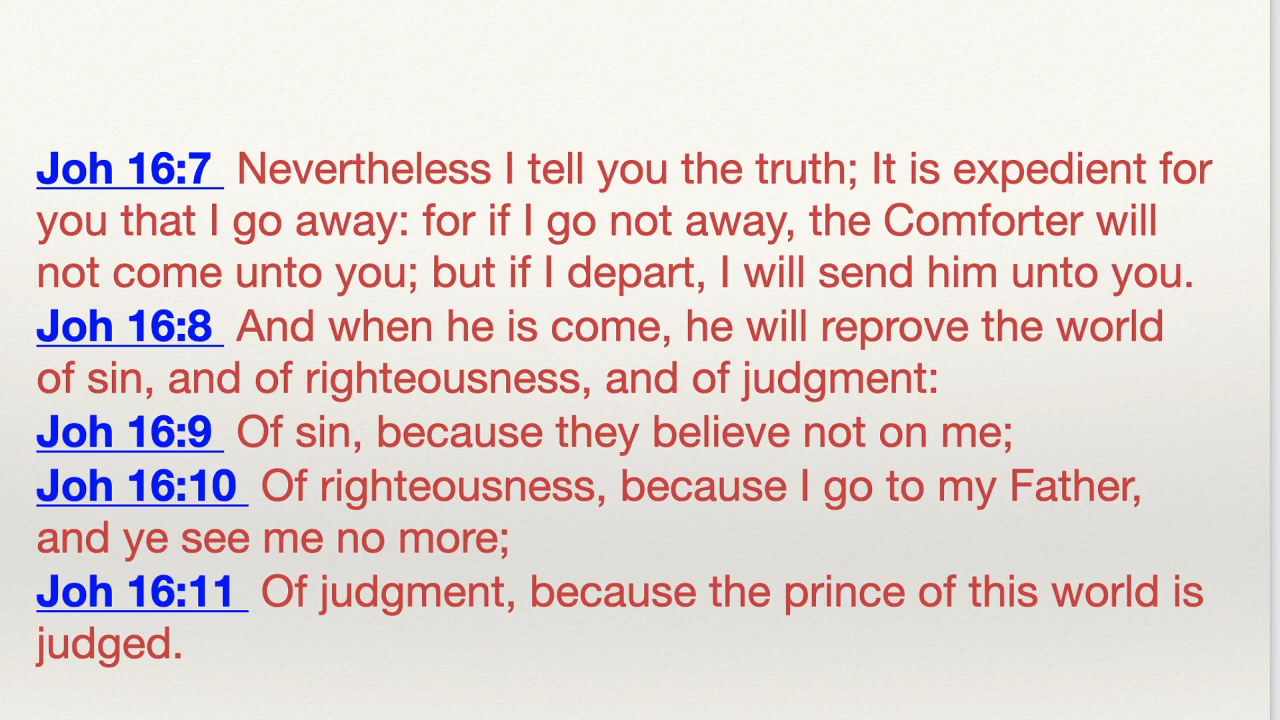 Joh 16:7  Nevertheless I tell you the truth; It is expedient for
you that I go away: for if I go not away, the Comforter will
not come unto you; but if I depart, I will send him unto you.
Joh 16:8  And when he is come, he will reprove the world
of sin, and of righteousness, and of judgment:
Joh 16:9  Of sin, because they believe not on me;
Joh 16:10  Of righteousness, because I go to my Father,
and ye see me no more;
Joh 16:11  Of judgment, because the prince of this world is
judged.